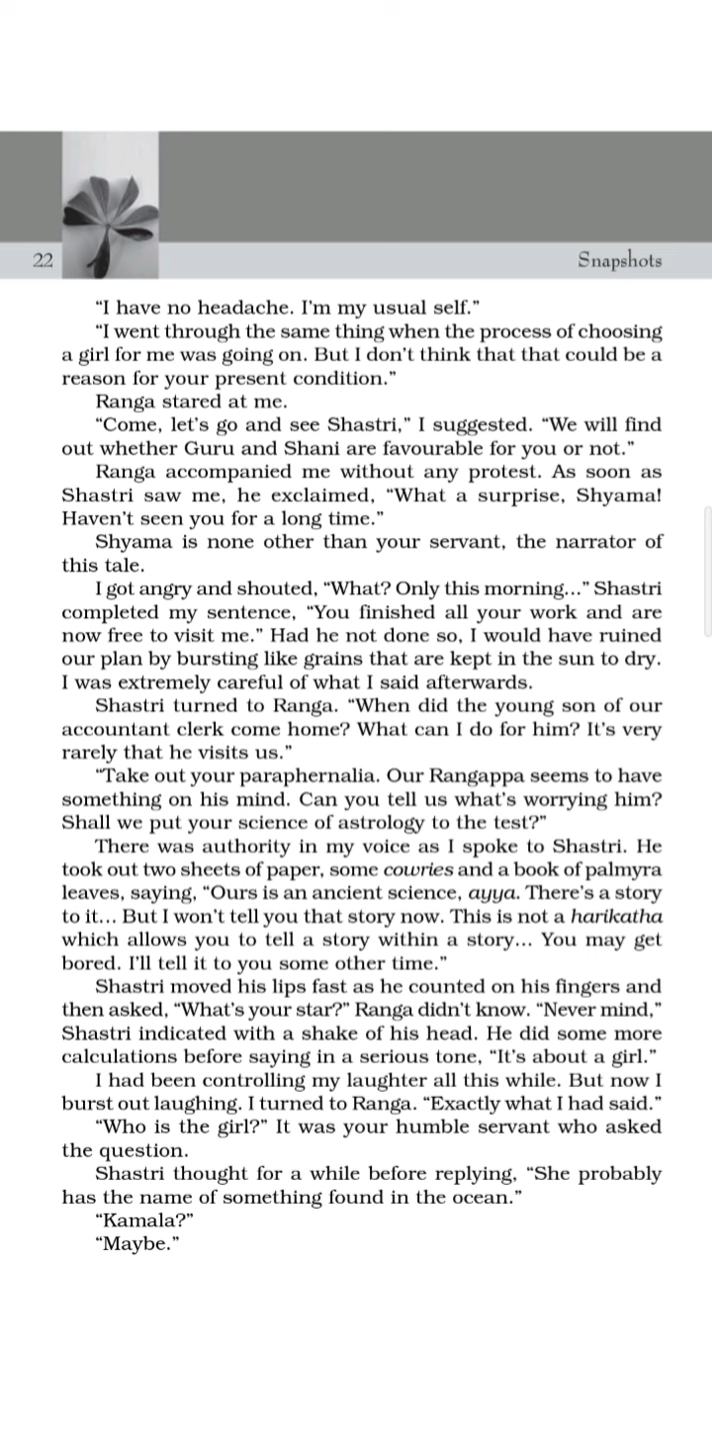 22
Snapshots
“I have no headache. I’m my usual self.”
“I went through the same thing when the process of choosing
a girl for me was going on. But I don’t think that that could be a
reason for your present condition.”
Ranga stared at me.
“Come, let’s go and see Shastri,” I suggested. “We will find
out whether Guru and Shani are favourable for you or not.”
Ranga accompanied me without any protest. As soon as
Shastri saw me, he exclaimed, “What a surprise, Shyama!
Haven’t seen you for a long time.”
Shyama is none other than your servant, the narrator of
this tale.
I got angry and shouted, “What? Only this morning...” Shastri
completed my sentence, “You finished all your work and are
now free to visit me.” Had he not done so, I would have ruined
our plan by bursting like grains that are kept in the sun to dry.
I was extremely careful of what I said afterwards.
Shastri turned to Ranga. “When did the young son of our
accountant clerk come home? What can I do for him? It’s very
rarely that he visits us.”
“Take out your paraphernalia. Our Rangappa seems to have
something on his mind. Can you tell us what’s worrying him?
Shall we put your science of astrology to the test?”
There was authority in my voice as I spoke to Shastri. He
took out two sheets of paper, some cowries and a book of palmyra
leaves, saying, “Ours is an ancient science, ayya. There’s a story
to it... But I won’t tell you that story now. This is not a harikatha
which allows you to tell a story within a story... You may get
bored. I’ll tell it to you some other time.”
Shastri moved his lips fast as he counted on his fingers and
then asked, “What’s your star?” Ranga didn’t know. “Never mind,”
Shastri indicated with a shake of his head. He did some more
calculations before saying in a serious tone, “It’s about a girl.”
I had been controlling my laughter all this while. But now I
burst out laughing. I turned to Ranga. “Exactly what I had said.”
“Who is the girl?” It was your humble servant who asked
the question.
Shastri thought for a while before replying, “She probably
has the name of something found in the ocean.”
“Kamala?”
“Maybe.”